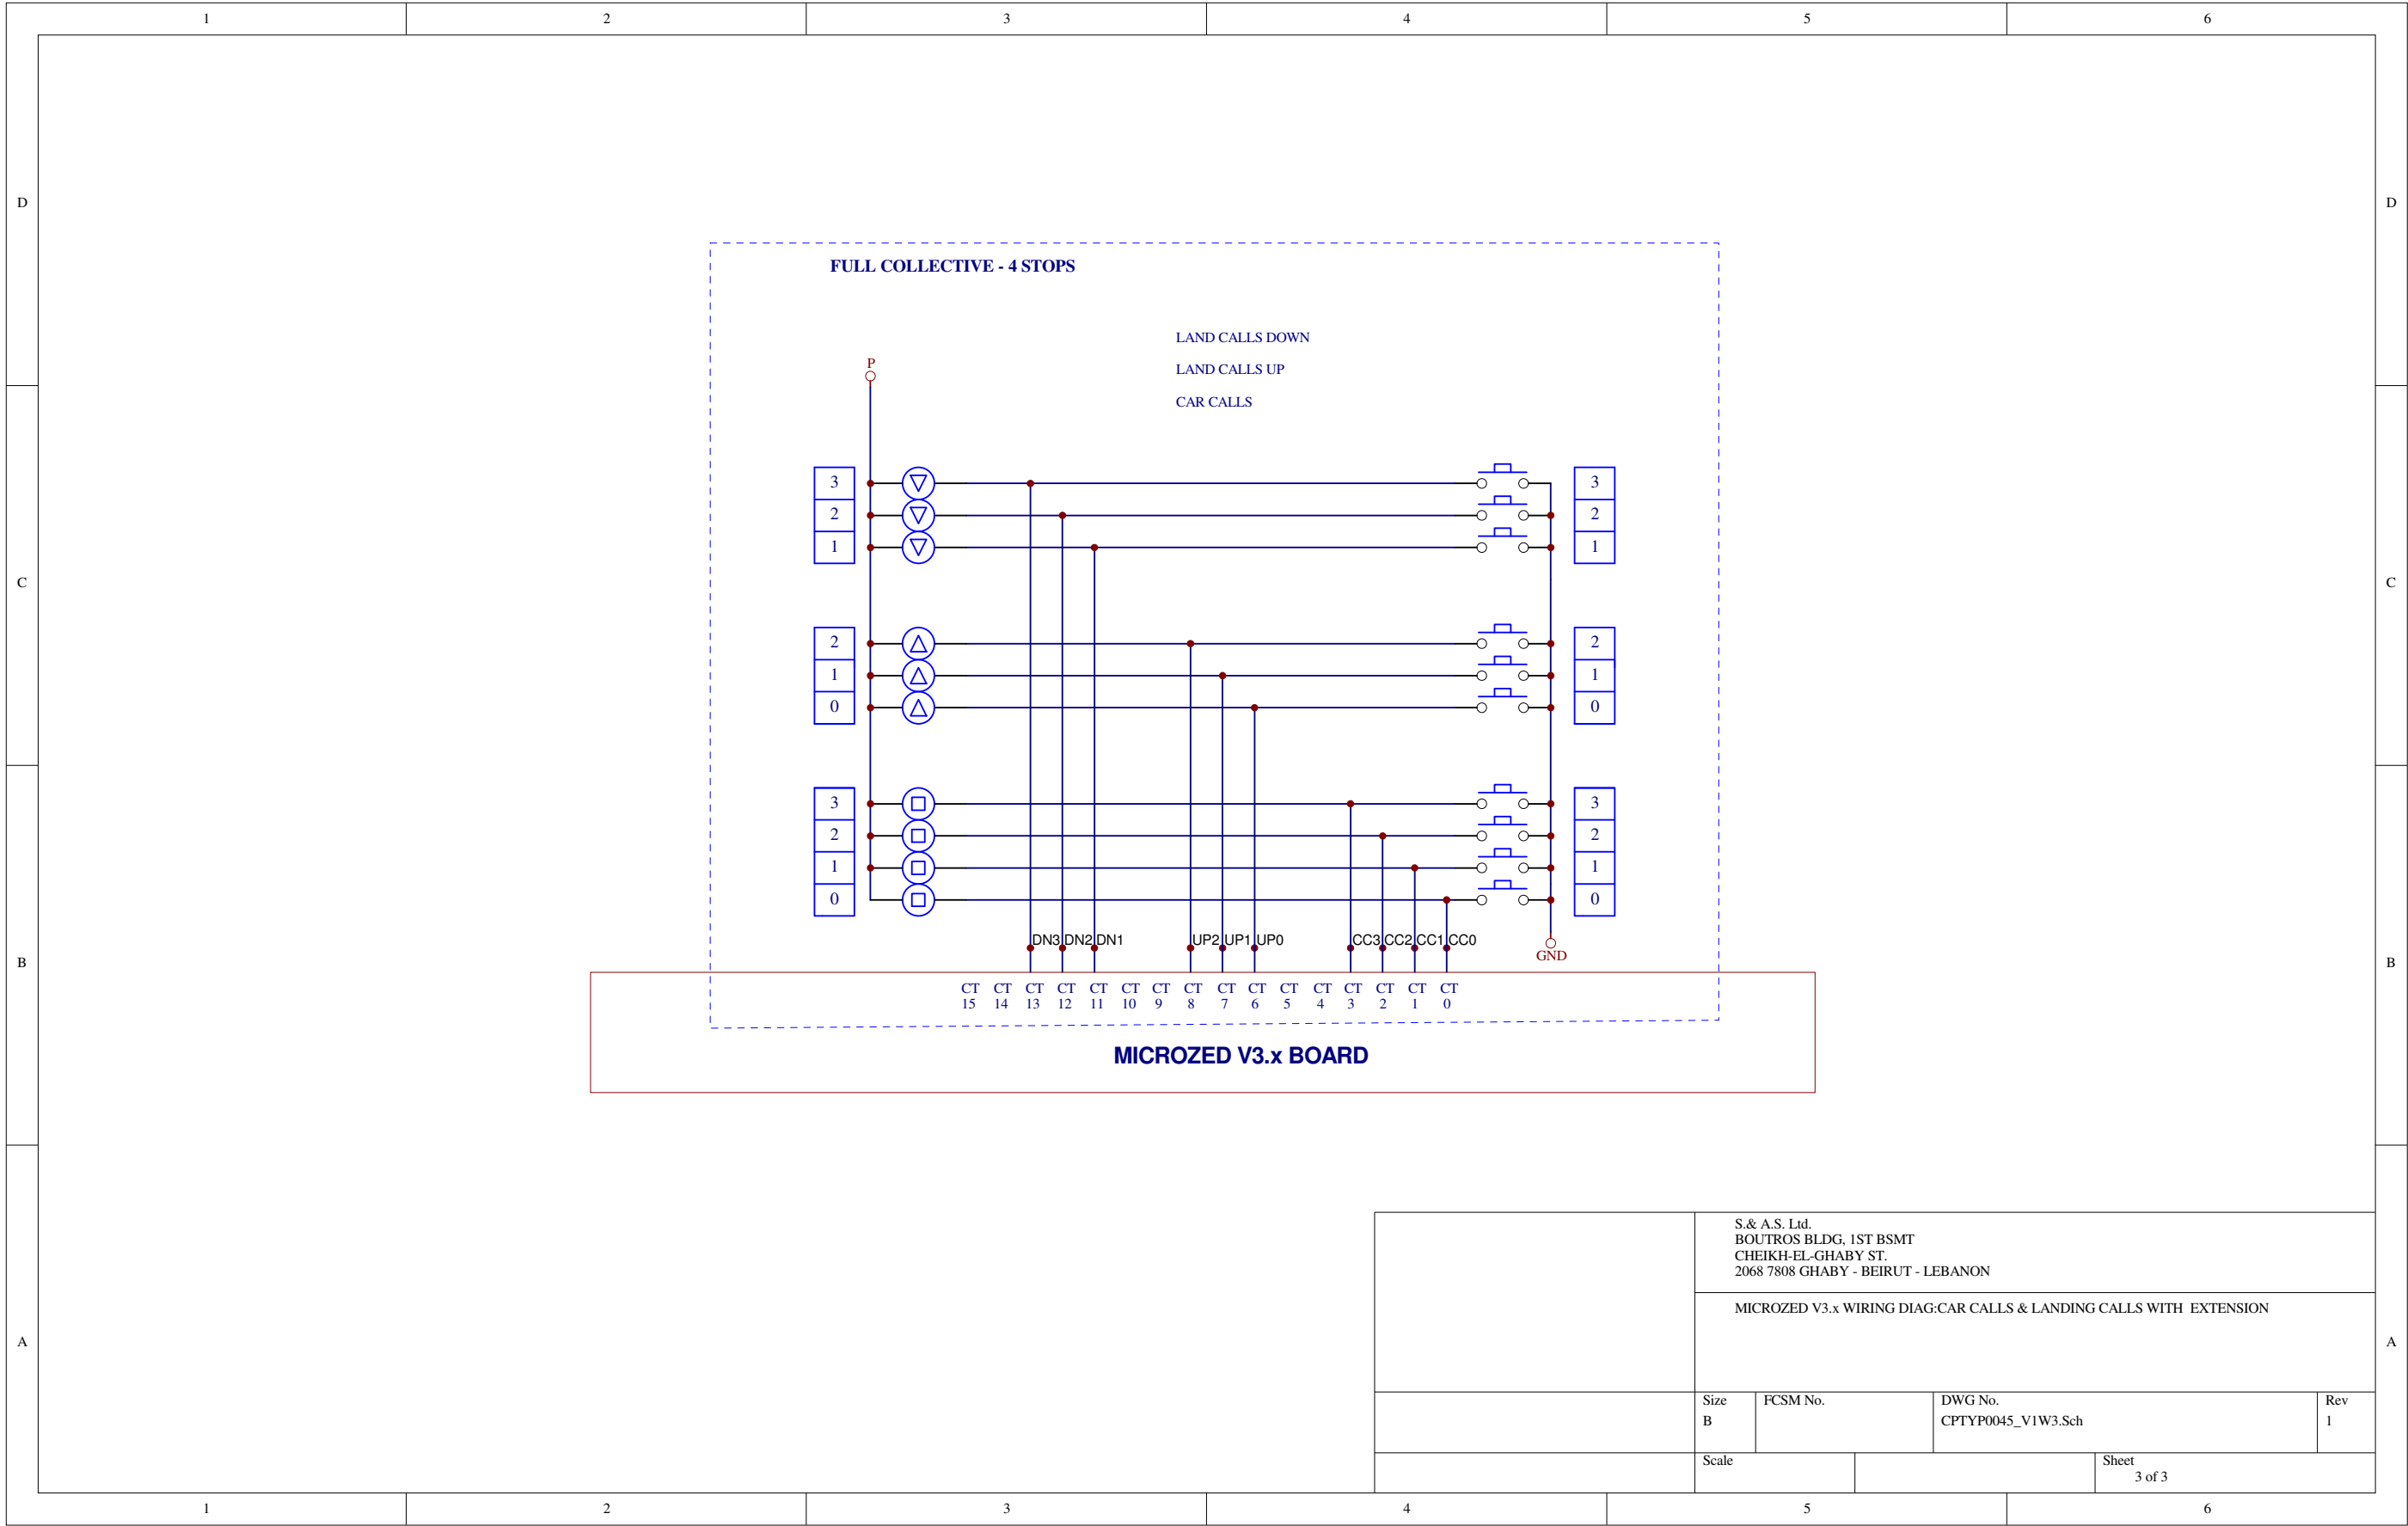 1 2 3 4 5 6
D D
FULL COLLECTIVE - 4 STOPS
LAND CALLS DOWN
P
LAND CALLS UP
CAR CALLS
3 3
2 2
1 1
C C
2 2
1 1
0 0
3 3
2 2
1 1
0 0
DN3 DN2 DN1 UP2 UP1 UP0 CC3 CC2 CC1 CC0
GND
B B
CT CT CT CT CT CT CT CT CT CT CT CT CT CT CT CT
15 14 13 12 11 10 9 8 7 6 5 4 3 2 1 0
MICROZED V3.x BOARD
S.& A.S. Ltd.
BOUTROS BLDG, 1ST BSMT
CHEIKH-EL-GHABY ST.
2068 7808 GHABY - BEIRUT - LEBANON
MICROZED V3.x WIRING DIAG:CAR CALLS & LANDING CALLS WITH  EXTENSION
A A
Size FCSM No. DWG No. Rev
B CPTYP0045_V1W3.Sch 1
Scale Sheet
3 of 3
1 2 3 4 5 6